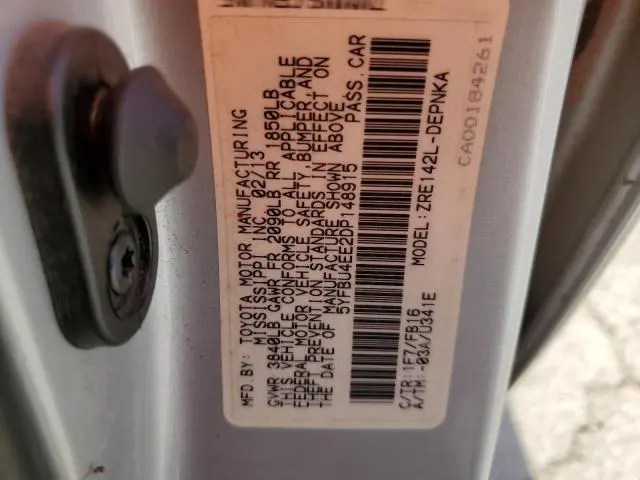 MFD.BY: TOYOTA MOTOR MANUFACTURING
MISSISSIPPI INC 02/13
GVWR 3840LB GAWR FR 2090LB RR 1850LB
THIS VEHICLE CONFORMS TO ALL APPLICABLE
FEDERAL MOTOR VEHICLE SAFETY,BUMPER,AND
THEFT PREVENTION STANDARDS IN EFFECT ON
THE DATE OF MANUFACTURE SHOWN ABOVE.
5YFBU4EE2DP148915 PASS.CAR
C/TR:1F7/FB16 MODEL:ZRE142L-DEPNKA
A/TM:-03A/U341E
CA00184261